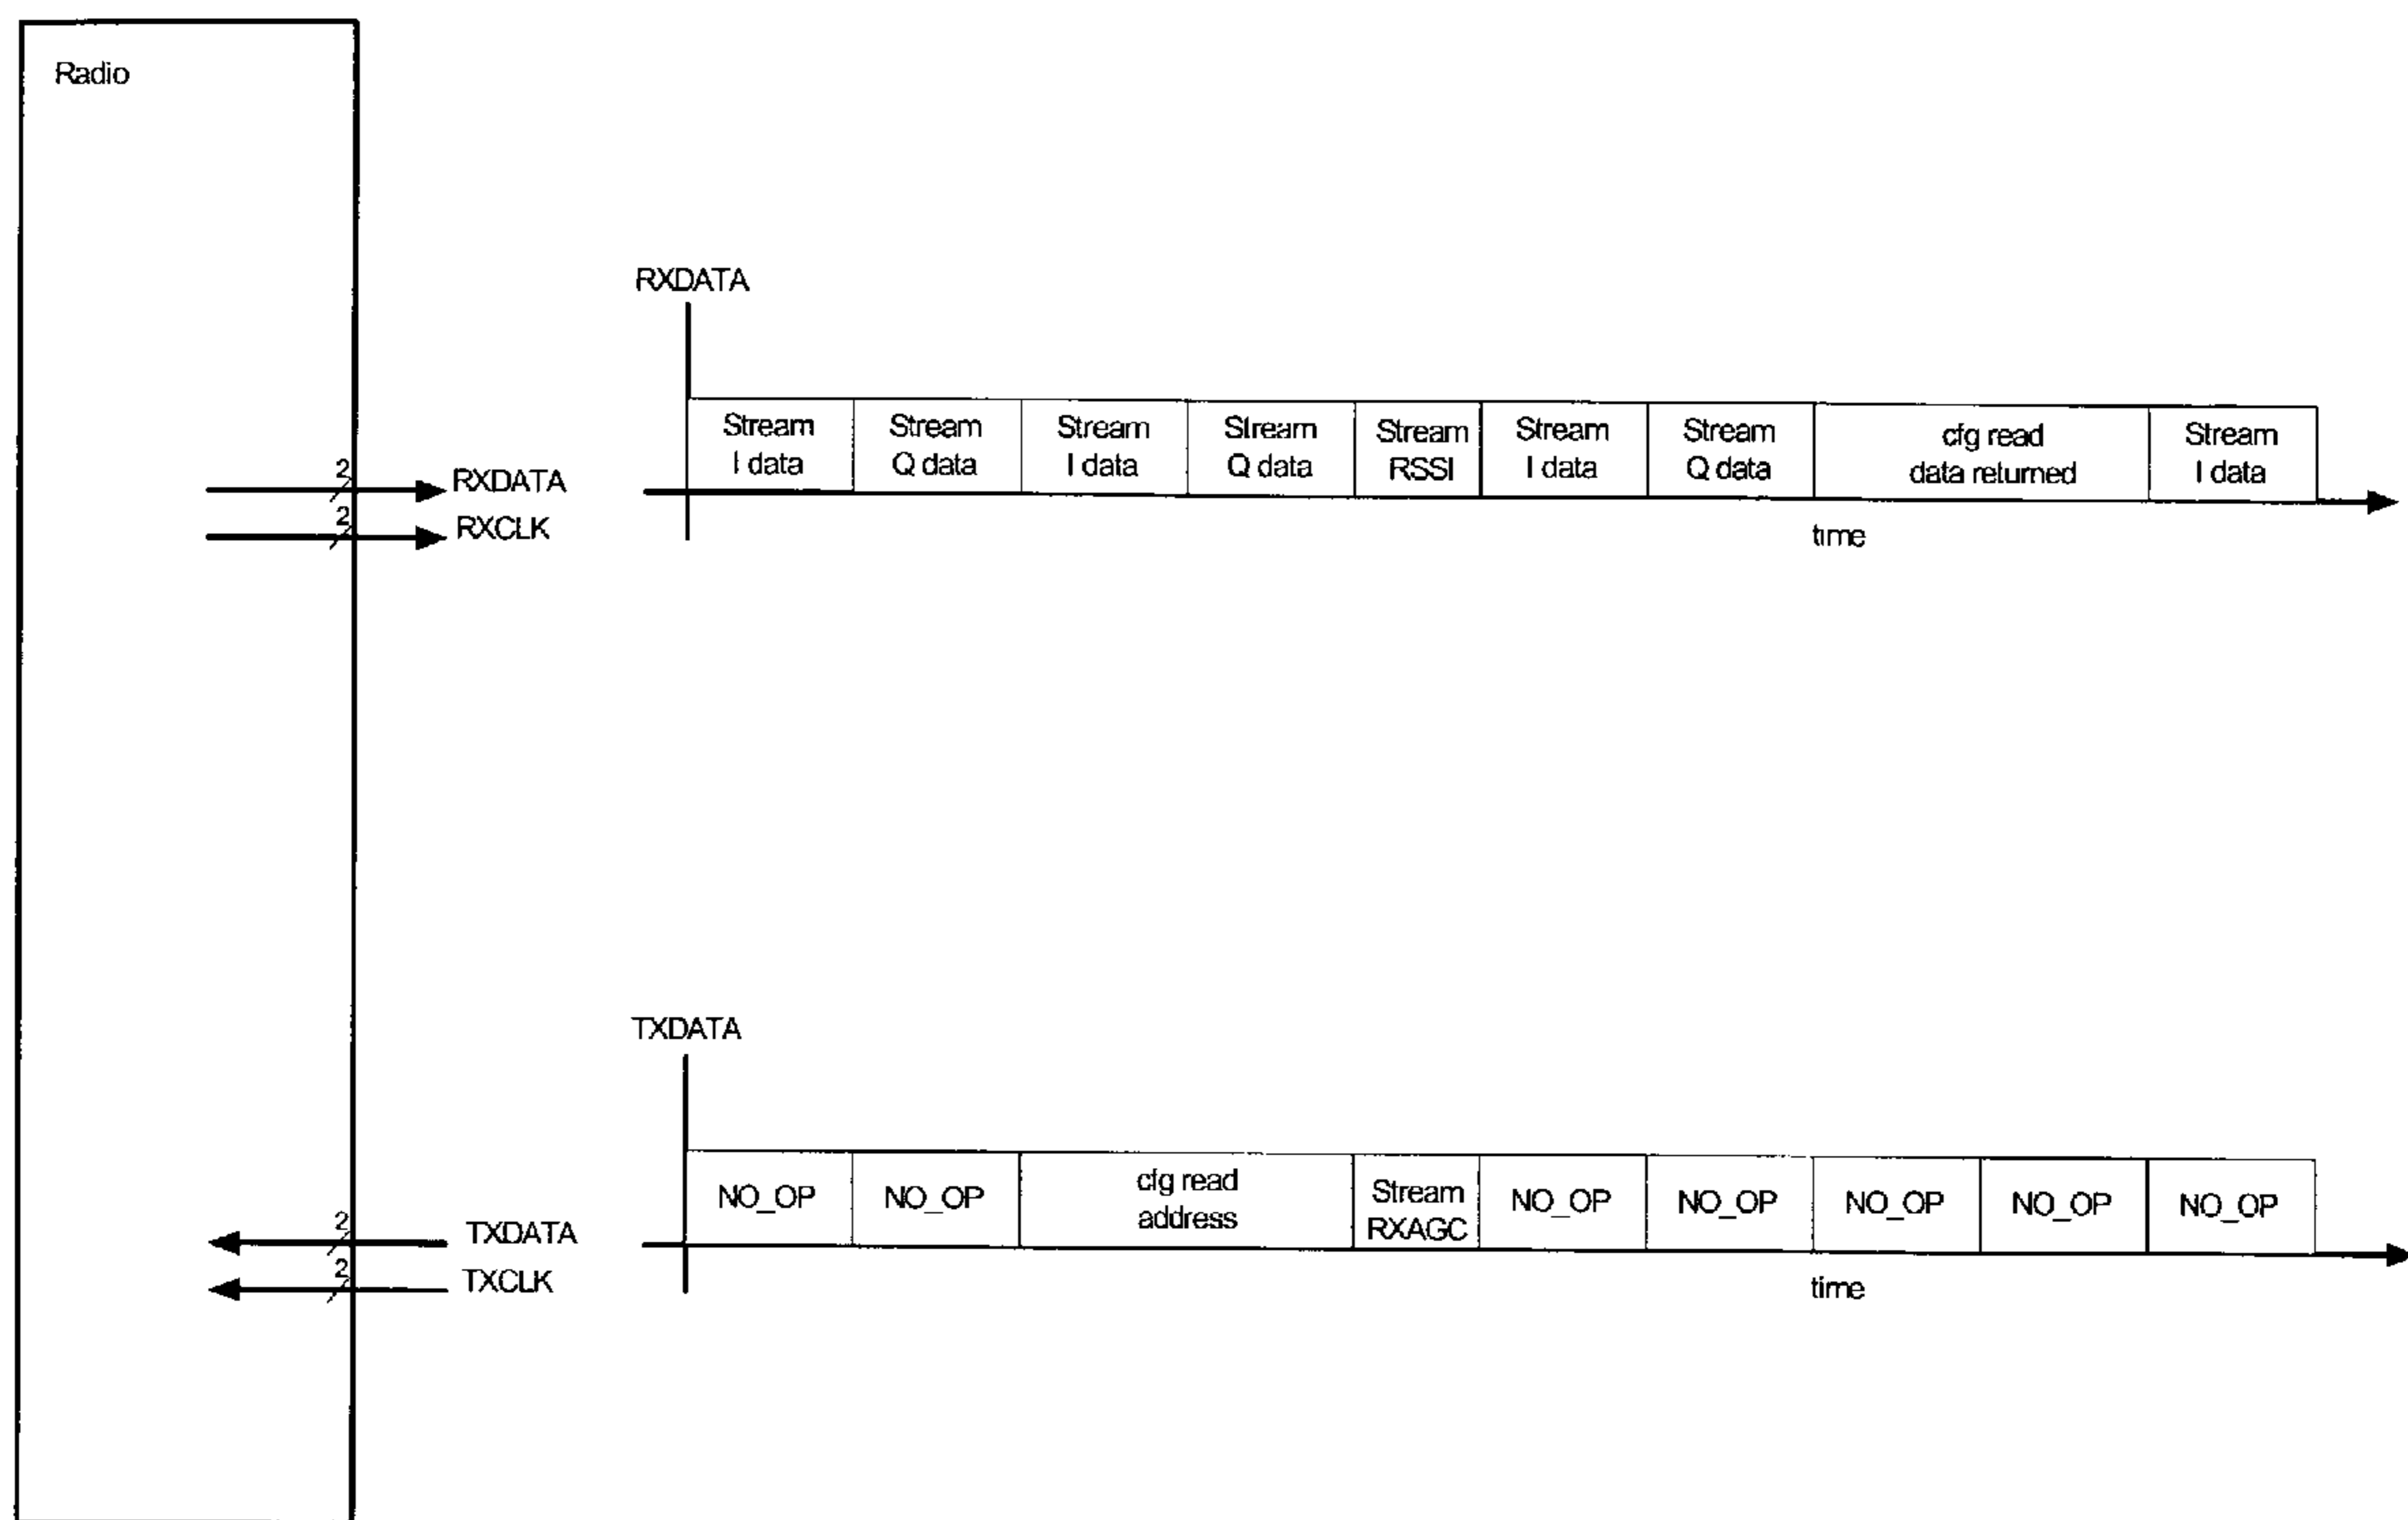 Radio
RXDATA
Stream
I data
Stream
Q data
Stream
I data
Stream
Q data
Stream
RSSI
Stream
I data
Stream
Q data
cfg read
data returned
Stream
I data
2
RXDATA
2
RXCLK
time
TXDATA
NO_OP
NO_OP
cfg read
address
Stream
RXAGC
NO_OP
NO_OP
NO_OP
NO_OP
NO_OP
2
TXDATA
2
TXCLK
time